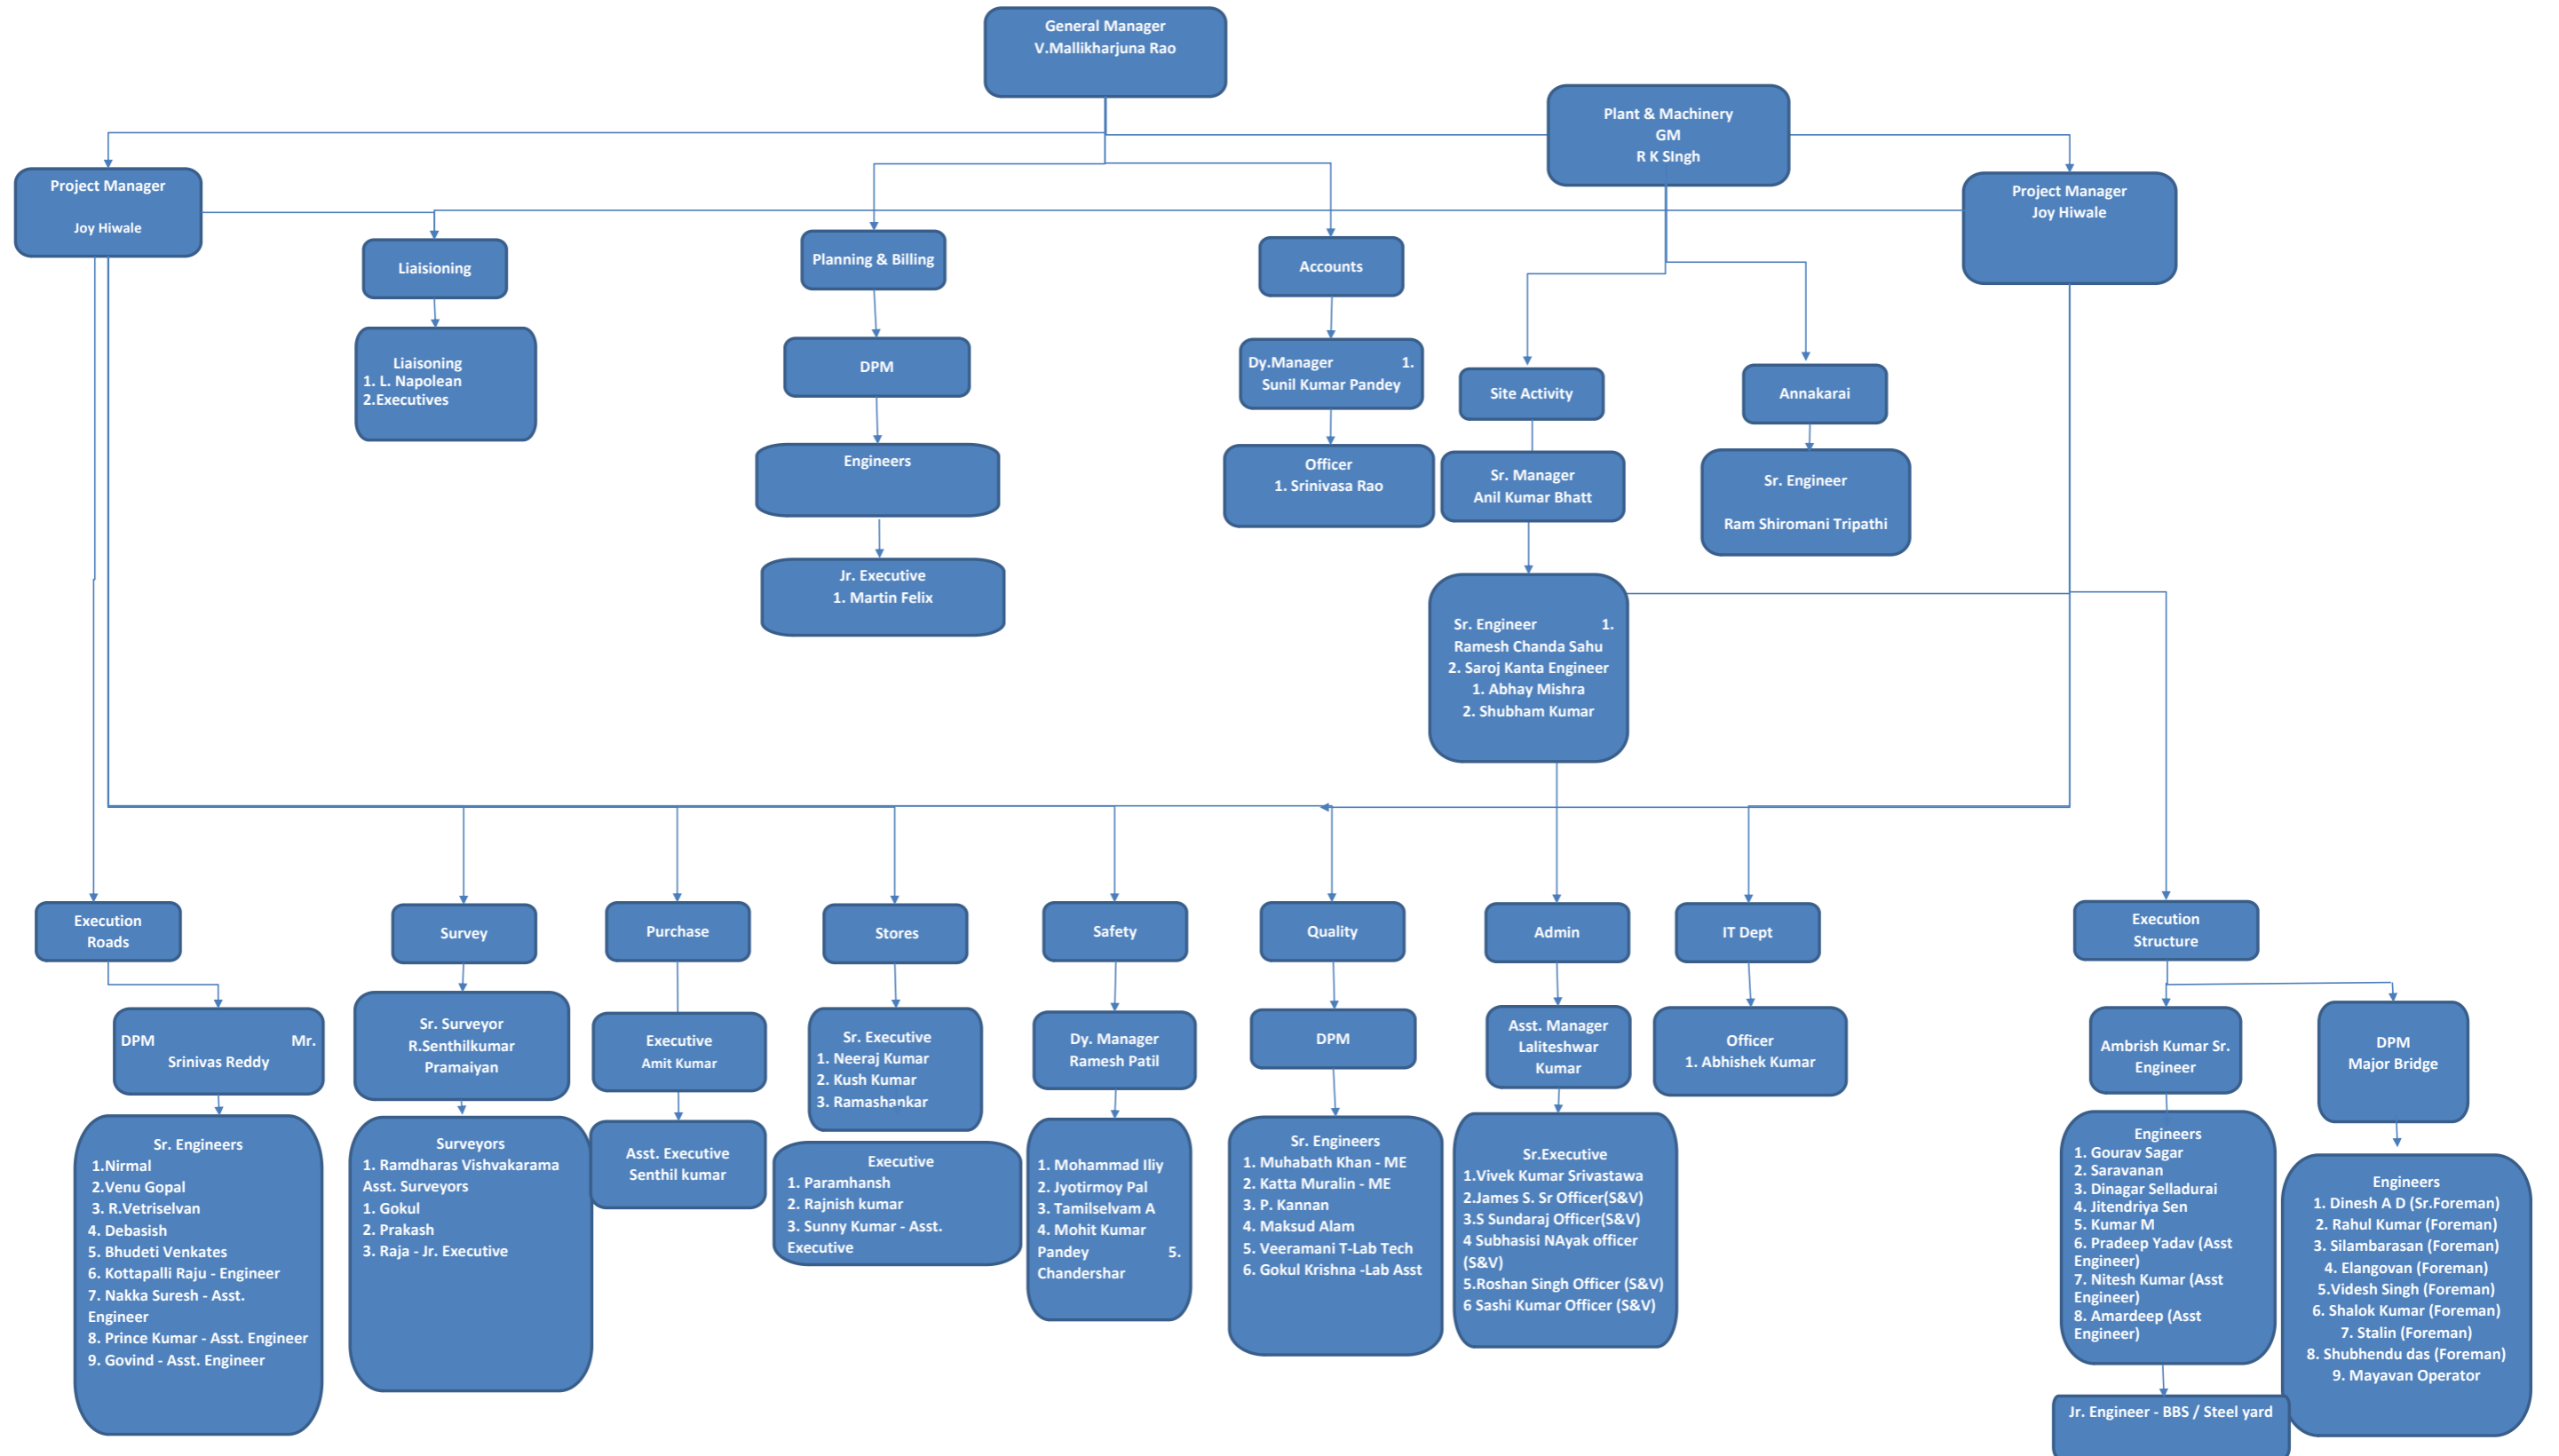 General Manager
V.Mallikharjuna Rao
Plant & Machinery
GM
R K SIngh
Project Manager
Joy Hiwale
Project Manager
Joy Hiwale
Liaisioning
Planning & Billing
Accounts
Liaisoning
1. L. Napolean
2.Executives
DPM
Dy.Manager 1.
Sunil Kumar Pandey
Site Activity
Annakarai
Engineers
Officer
1. Srinivasa Rao
Sr. Manager
Anil Kumar Bhatt
Sr. Engineer
Ram Shiromani Tripathi
Jr. Executive
1. Martin Felix
Sr. Engineer 1.
Ramesh Chanda Sahu
2. Saroj Kanta Engineer
1. Abhay Mishra
2. Shubham Kumar
Execution
Roads
Survey
Purchase
Stores
Safety
Quality
Admin
IT Dept
Execution
Structure
DPM Mr.
Srinivas Reddy
Sr. Surveyor
R.Senthilkumar
Pramaiyan
Executive
Amit Kumar
Sr. Executive
1. Neeraj Kumar
2. Kush Kumar
3. Ramashankar
Dy. Manager
Ramesh Patil
DPM
Asst. Manager
Laliteshwar
Kumar
Officer
1. Abhishek Kumar
Ambrish Kumar Sr.
Engineer
DPM
Major Bridge
Sr. Engineers
1.Nirmal
2.Venu Gopal
3. R.Vetriselvan
4. Debasish
5. Bhudeti Venkates
6. Kottapalli Raju - Engineer
7. Nakka Suresh - Asst.
Engineer
8. Prince Kumar - Asst. Engineer
9. Govind - Asst. Engineer
Surveyors
1. Ramdharas Vishvakarama
Asst. Surveyors
1. Gokul
2. Prakash
3. Raja - Jr. Executive
Asst. Executive
Senthil kumar
Executive
1. Paramhansh
2. Rajnish kumar
3. Sunny Kumar - Asst.
Executive
1. Mohammad Iliy
2. Jyotirmoy Pal
3. Tamilselvam A
4. Mohit Kumar
Pandey 5.
Chandershar
Sr. Engineers
1. Muhabath Khan - ME
2. Katta Muralin - ME
3. P. Kannan
4. Maksud Alam
5. Veeramani T-Lab Tech
6. Gokul Krishna -Lab Asst
Sr.Executive
1.Vivek Kumar Srivastawa
2.James S. Sr Officer(S&V)
3.S Sundaraj Officer(S&V)
4 Subhasisi NAyak officer
(S&V)
5.Roshan Singh Officer (S&V)
6 Sashi Kumar Officer (S&V)
Engineers
1. Gourav Sagar
2. Saravanan
3. Dinagar Selladurai
4. Jitendriya Sen
5. Kumar M
6. Pradeep Yadav (Asst
Engineer)
7. Nitesh Kumar (Asst
Engineer)
8. Amardeep (Asst
Engineer)
Engineers
1. Dinesh A D (Sr.Foreman)
2. Rahul Kumar (Foreman)
3. Silambarasan (Foreman)
4. Elangovan (Foreman)
5.Videsh Singh (Foreman)
6. Shalok Kumar (Foreman)
7. Stalin (Foreman)
8. Shubhendu das (Foreman)
9. Mayavan Operator
Jr. Engineer - BBS / Steel yard